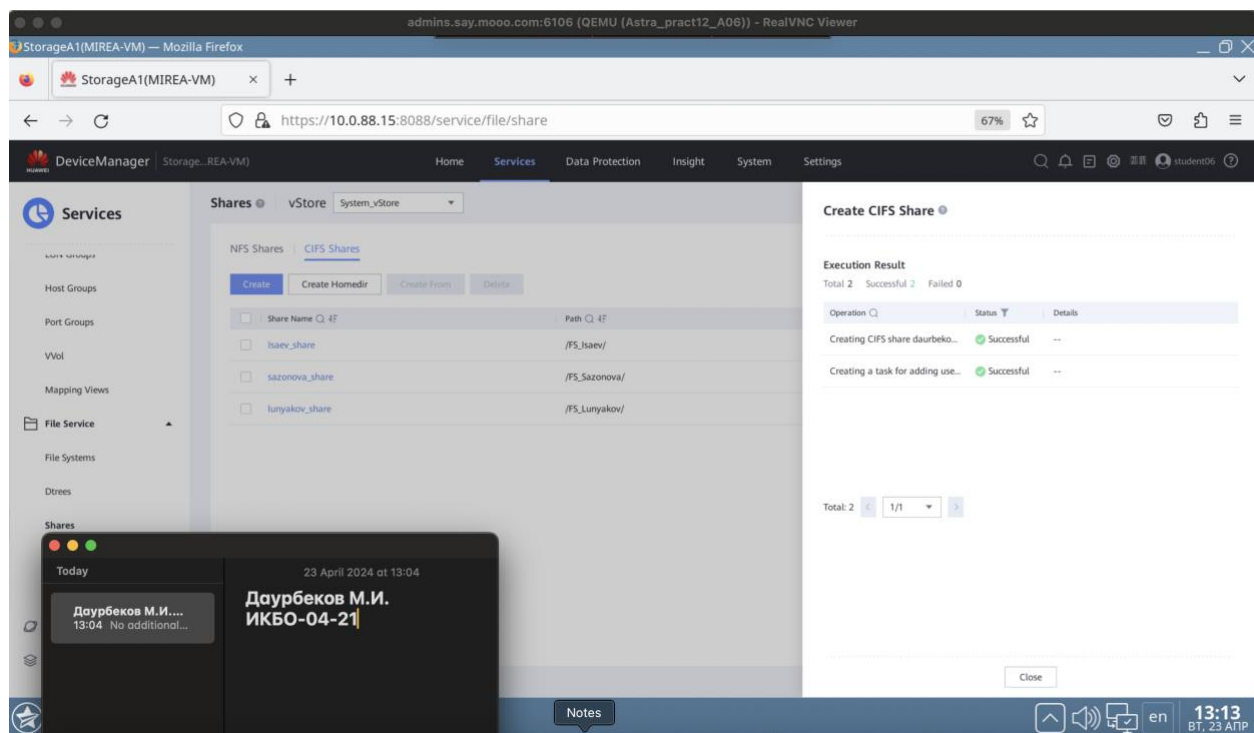 admins.say.mooo.com:6106 (QEMU (Astra_pract12_A06)) - RealVNC Viewer
StorageA1(MIREA-VM) — Mozilla Firefox
StorageA1(MIREA-VM)
https://10.0.88.15:8088/service/file/share
67%
HUAWEI
DeviceManager Storage...REA-VM)
Home Services Data Protection Insight System Settings
student06
Services
Host Groups
Port Groups
VVol
Mapping Views
File Service
File Systems
Dtrees
Shares
Shares vStore System_vStore
NFS Shares CIFS Shares
Create Create Homedir Create From Delete
Share Name Path
Isaev_share /FS_Isaev/
sazonova_share /FS_Sazonova/
lunyakov_share /FS_Lunyakov/
Create CIFS Share
Execution Result
Total 2 Successful 2 Failed 0
Operation Status Details
Creating CIFS share daurbeko... Successful --
Creating a task for adding use... Successful --
Total: 2 1/1
Close
Today
Даурбеков М.И....
13:04 No additional...
23 April 2024 at 13:04
Даурбеков М.И.
ИКБО-04-21
Notes
en
13:13
ВТ, 23 АПР